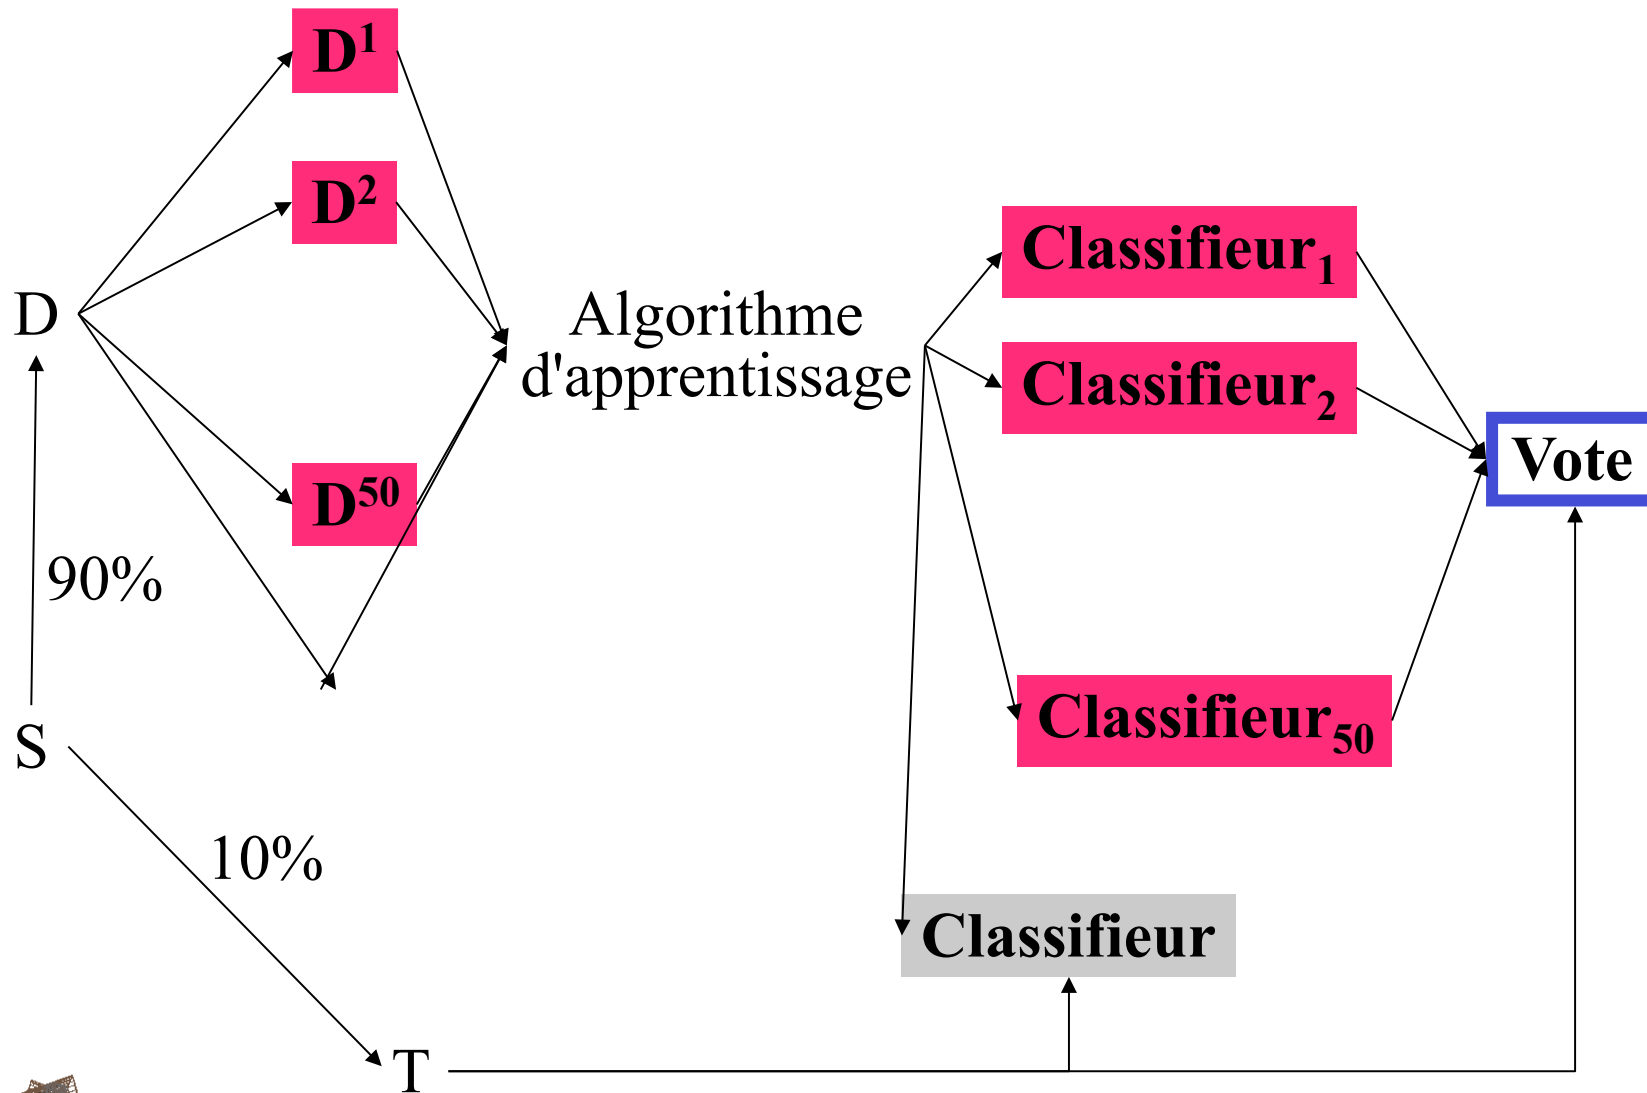 D¹
D²
D
Algorithme
d'apprentissage
D⁵⁰
90%
S
10%
T
Classifieur₁
Classifieur₂
Classifieur₅₀
Classifieur
Vote